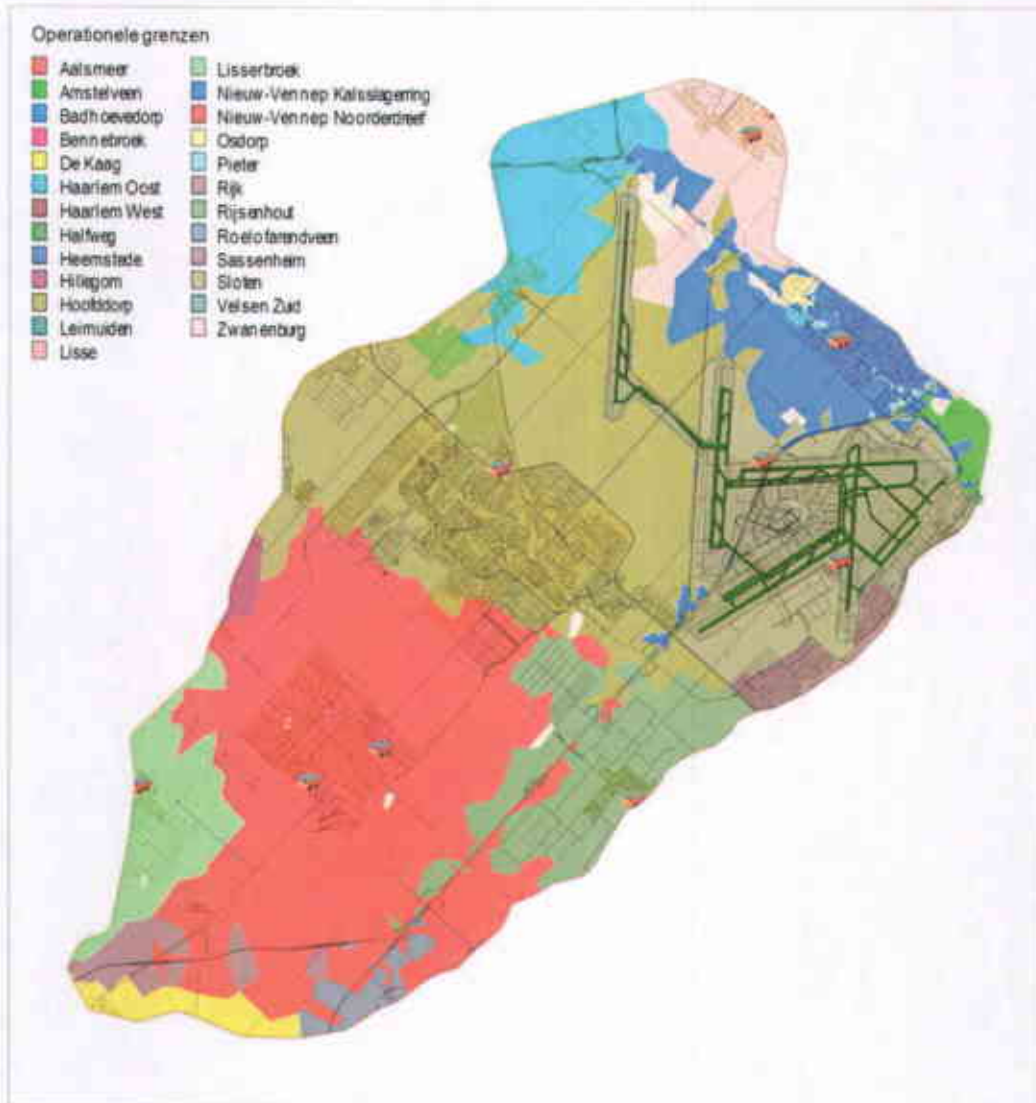 Operationele grenzen
Aalsmeer
Amstelveen
Badhoevedorp
Bennebroek
De Kaag
Haarlem Oost
Haarlem West
Halfweg
Heemstede
Hillegom
Hoofddorp
Leimuiden
Lisse
Lisserbroek
Nieuw-Vennep Kalsslagerring
Nieuw-Vennep Noorderdreef
Osdorp
Pieter
Rijk
Rijsenhout
Roelofarendveen
Sassenheim
Sloten
Velsen Zuid
Zwanenburg